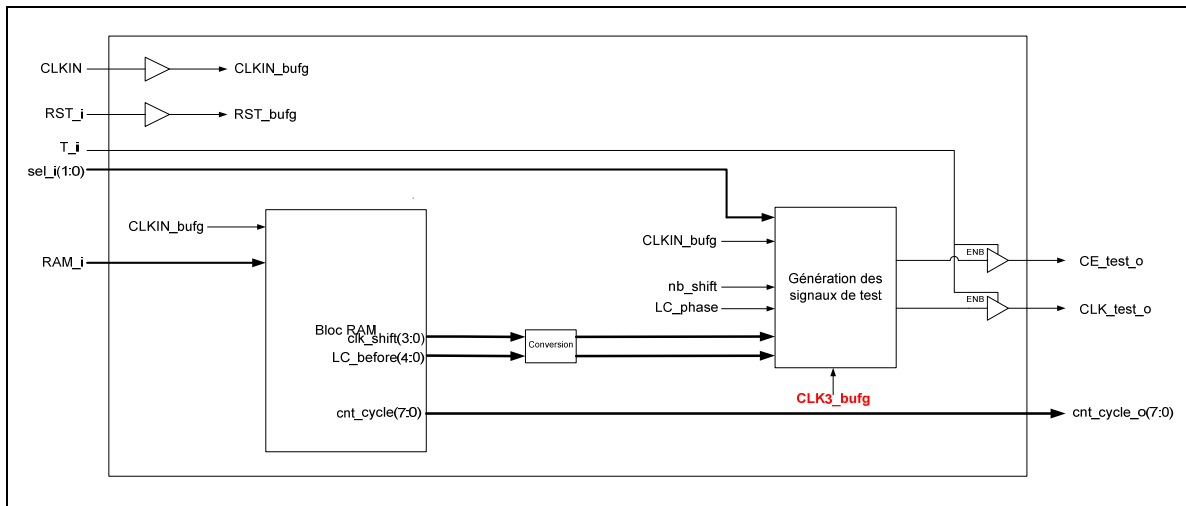 CLKIN
CLKIN_bufg
RST_i
RST_bufg
T_i
sel_i(1:0)
CLKIN_bufg
RAM_i
Bloc RAM
clk_shift(3:0)
LC_before(4:0)
cnt_cycle(7:0)
Conversion
CLKIN_bufg
nb_shift
LC_phase
Génération des
signaux de test
CLK3_bufg
ENB
CE_test_o
ENB
CLK_test_o
cnt_cycle_o(7:0)